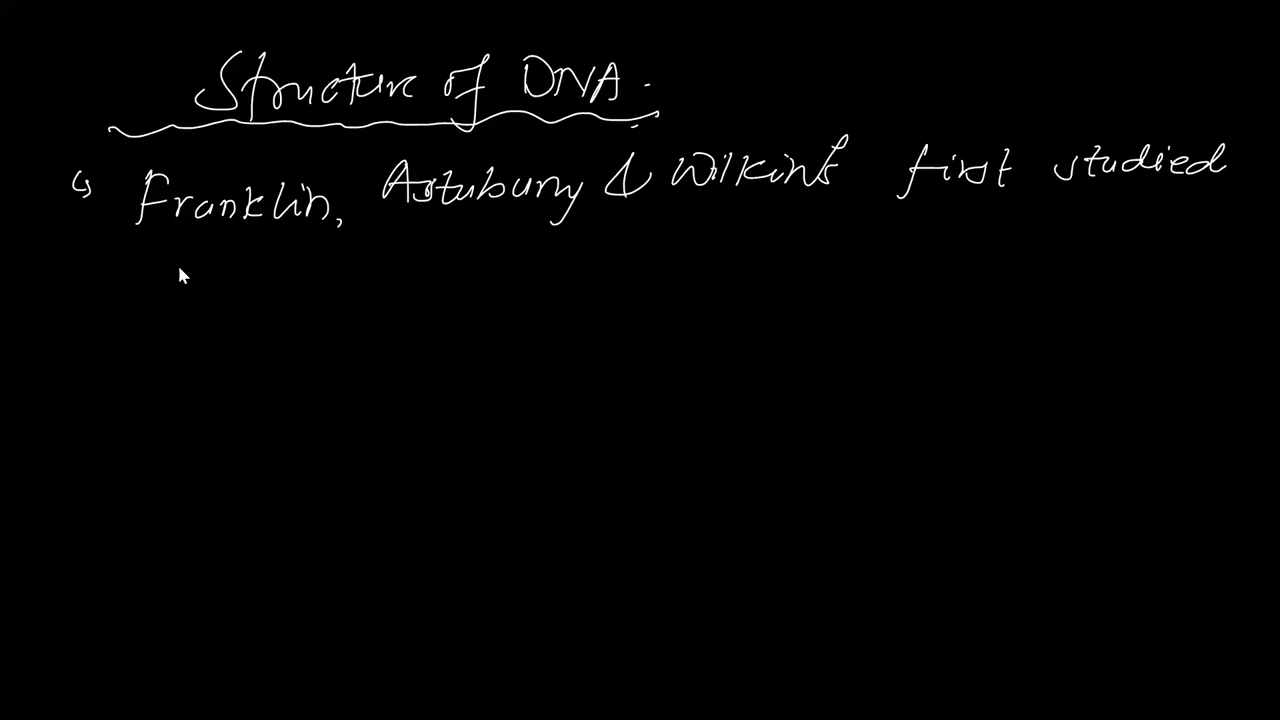 Structure of DNA.
↳ Franklin, Astubury & Wilkins first studied